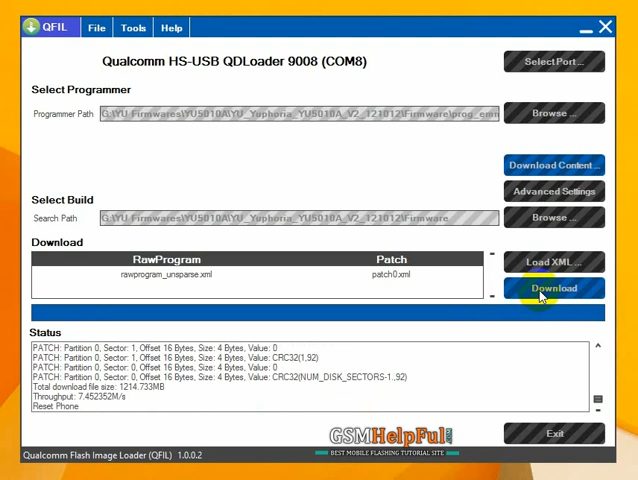 QFIL File Tools Help
Qualcomm HS-USB QDLoader 9008 (COM8)
Select Port ...
Select Programmer
Programmer Path G:\YU Firmwares\YU5010A\YU_Yuphoria_YU5010A_V2_121012\Firmware\prog_emm Browse ...
Download Content ...
Advanced Settings
Select Build
Search Path G:\YU Firmwares\YU5010A\YU_Yuphoria_YU5010A_V2_121012\Firmware Browse ...
Download
RawProgram Patch
Load XML ...
rawprogram_unsparse.xml patch0.xml
Download
Status
PATCH: Partition 0, Sector: 1, Offset 16 Bytes, Size: 4 Bytes, Value: 0
PATCH: Partition 0, Sector: 1, Offset 16 Bytes, Size: 4 Bytes, Value: CRC32(1,92)
PATCH: Partition 0, Sector: 0, Offset 16 Bytes, Size: 4 Bytes, Value: 0
PATCH: Partition 0, Sector: 0, Offset 16 Bytes, Size: 4 Bytes, Value: CRC32(NUM_DISK_SECTORS-1.,92)
Total download file size: 1214.733MB
Throughput: 7.452352M/s
Reset Phone
GSMHelpFul
BEST MOBILE FLASHING TUTORIAL SITE
Exit
Qualcomm Flash Image Loader (QFIL) 1.0.0.2